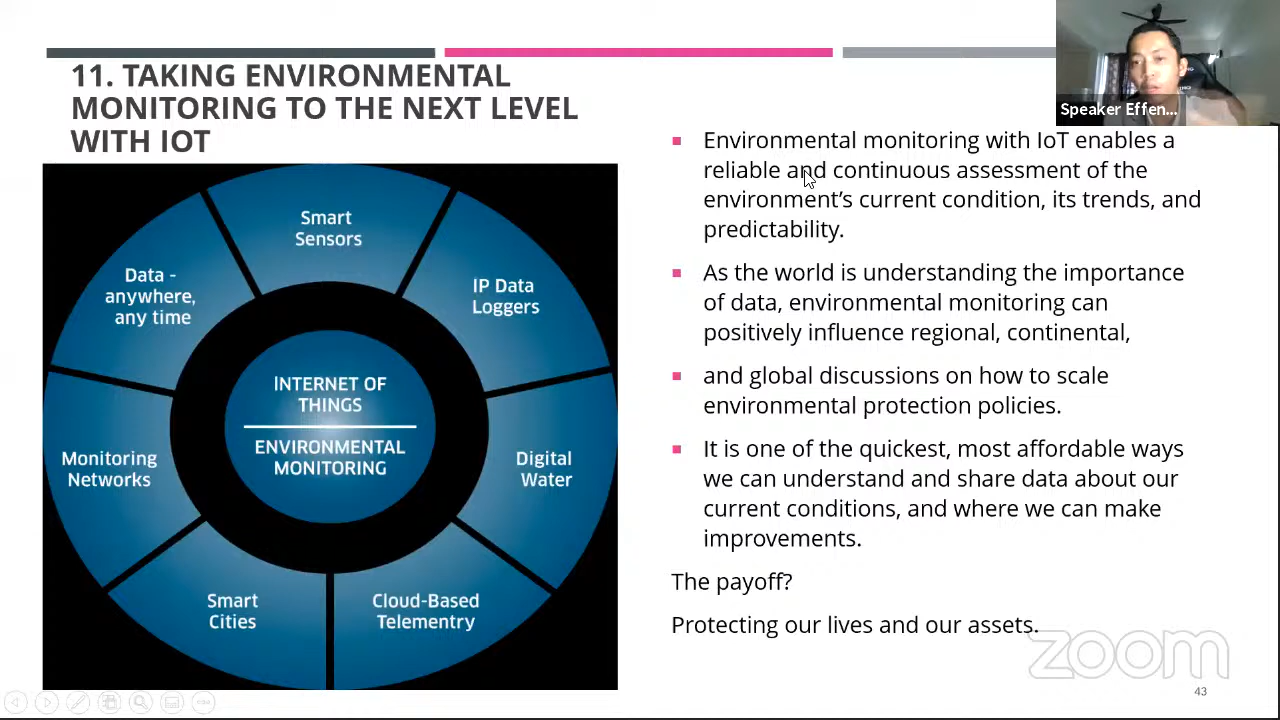 11. TAKING ENVIRONMENTAL
MONITORING TO THE NEXT LEVEL
WITH IOT
Smart
Sensors
IP Data
Loggers
Digital
Water
Cloud-Based
Telementry
Smart
Cities
Monitoring
Networks
Data -
anywhere,
any time
INTERNET OF
THINGS
ENVIRONMENTAL
MONITORING
Speaker Effen...
Environmental monitoring with IoT enables a
reliable and continuous assessment of the
environment’s current condition, its trends, and
predictability.
As the world is understanding the importance
of data, environmental monitoring can
positively influence regional, continental,
and global discussions on how to scale
environmental protection policies.
It is one of the quickest, most affordable ways
we can understand and share data about our
current conditions, and where we can make
improvements.
The payoff?
Protecting our lives and our assets.
zoom
43